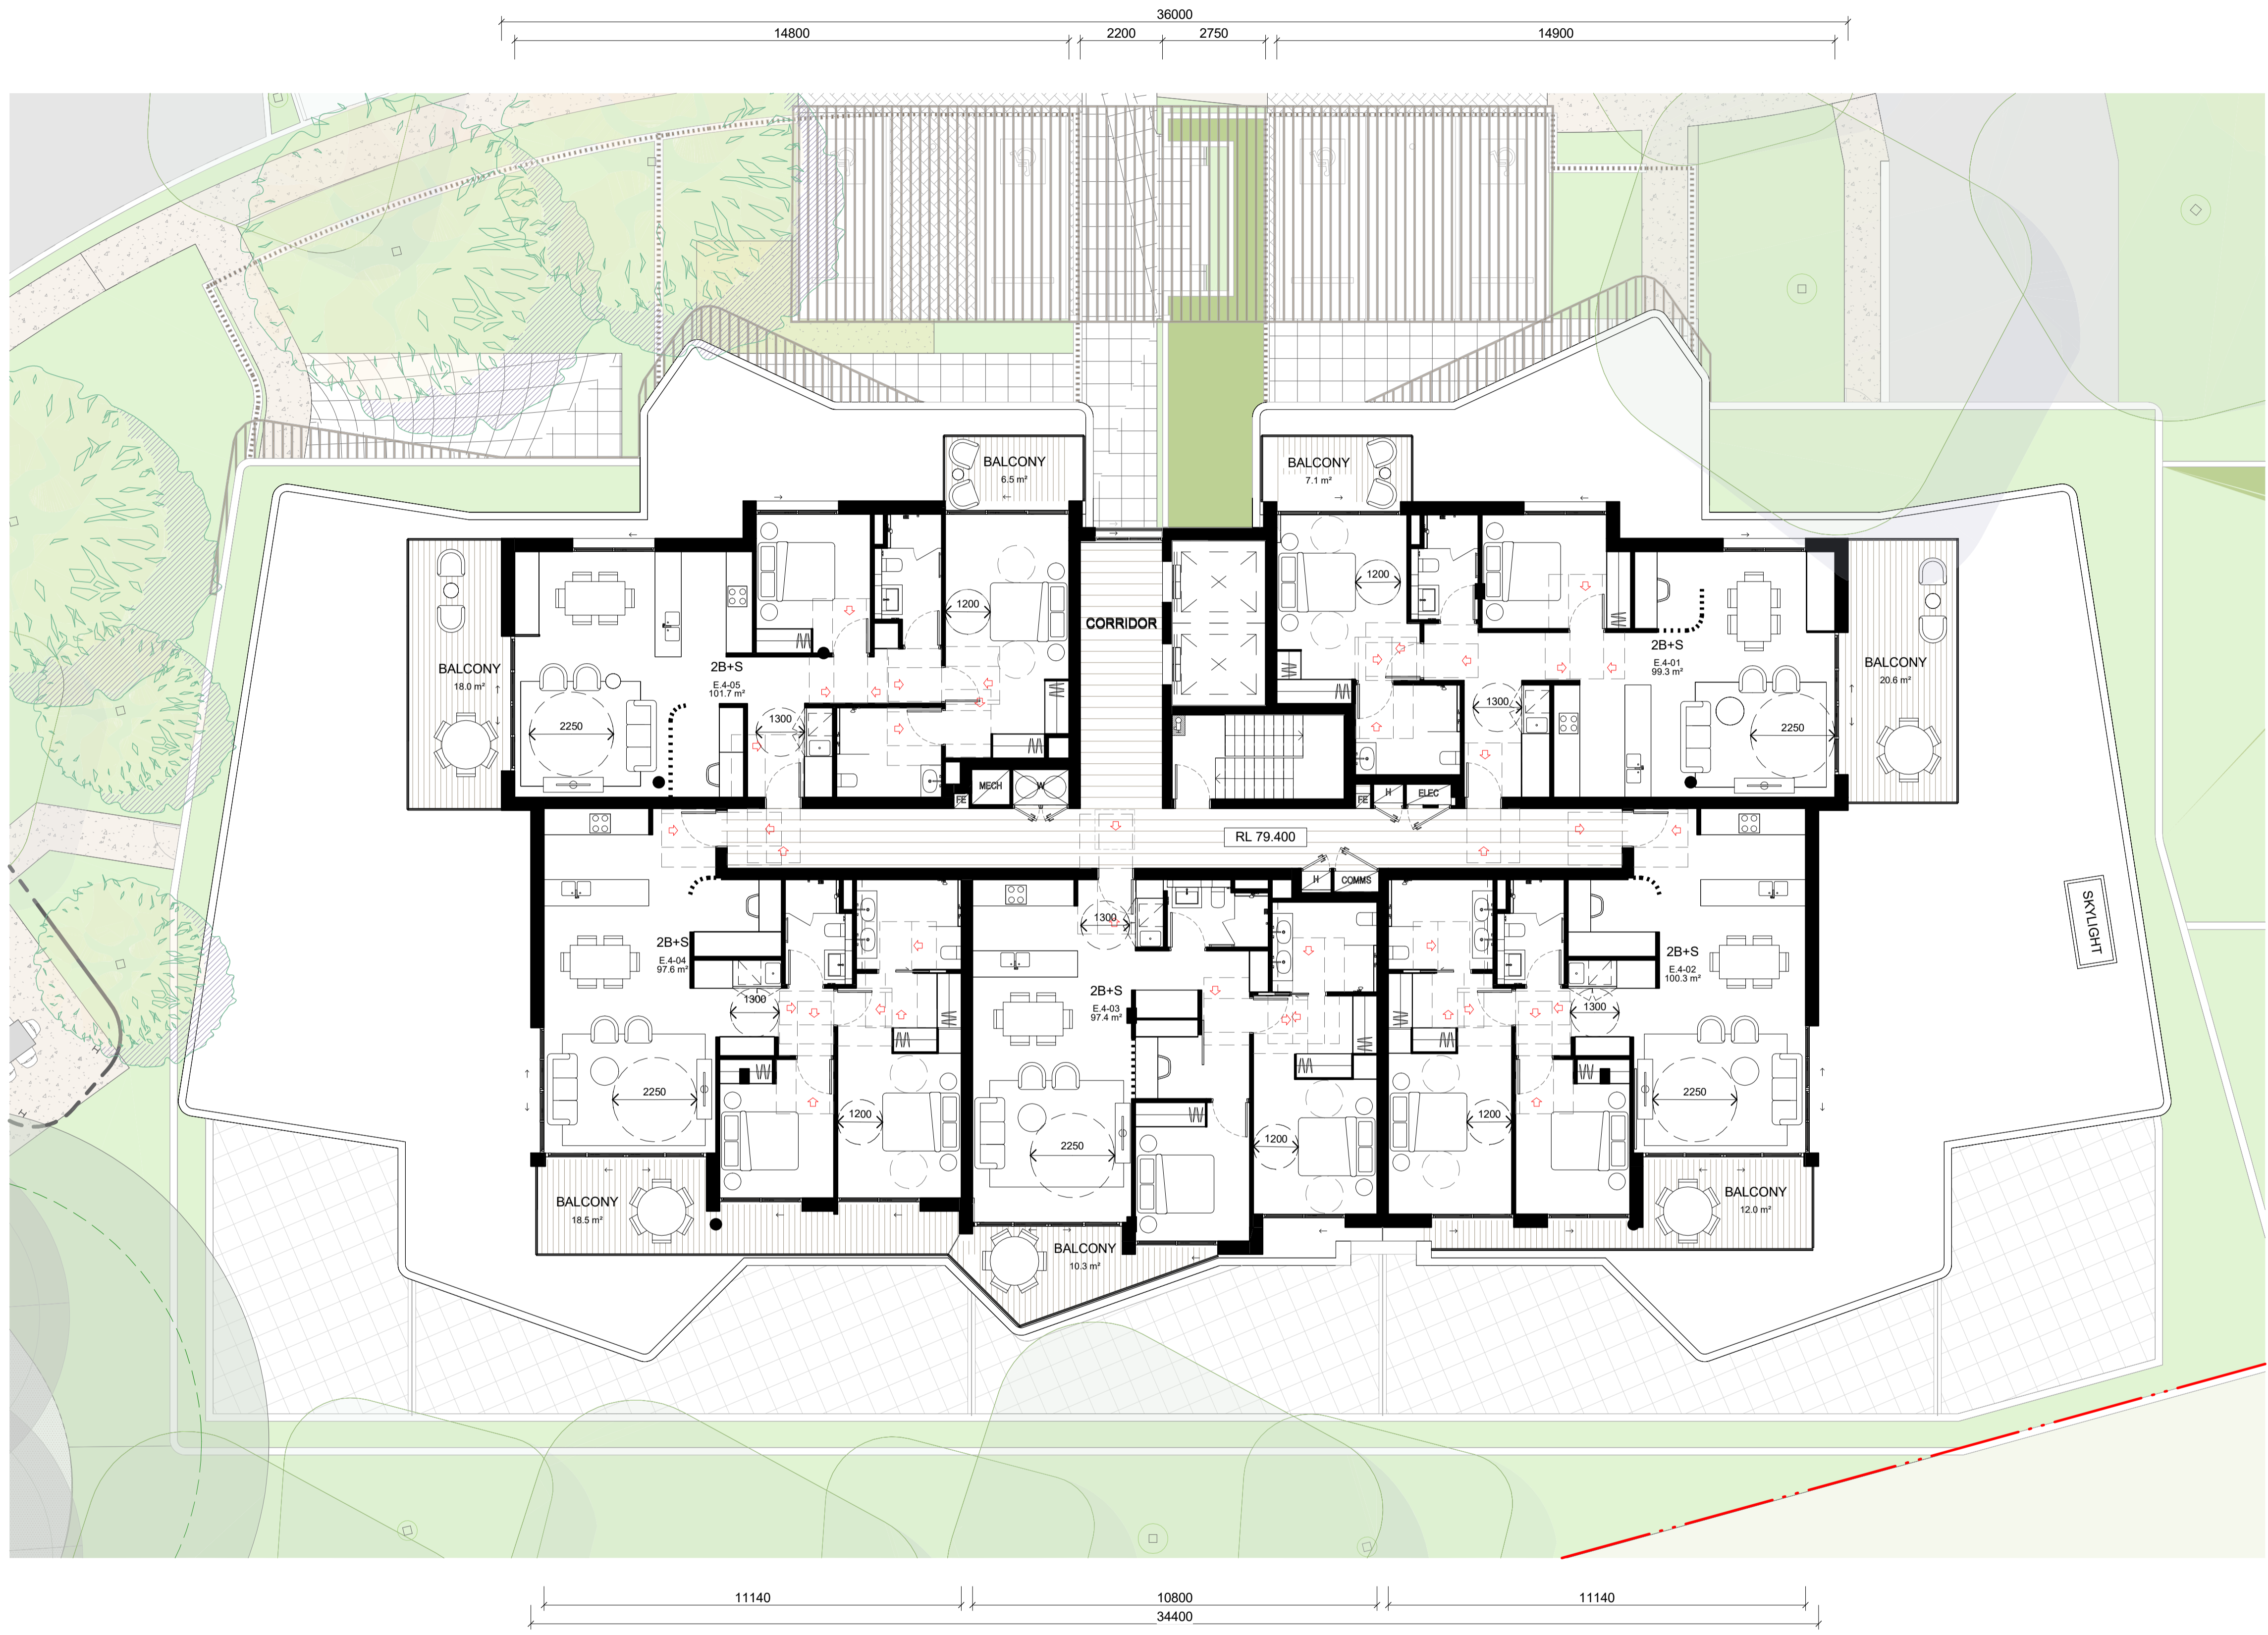 36000
14800
2200
2750
14900
BALCONY
6.5 m²
BALCONY
7.1 m²
CORRIDOR
1200
1200
BALCONY
18.0 m²
2B+S
E.4-05
101.7 m²
2B+S
E.4-01
99.3 m²
BALCONY
20.6 m²
2250
1300
1300
2250
FE
MECH
W
FE
H
ELEC
RL 79.400
H
COMMS
2B+S
E.4-04
97.6 m²
1300
2B+S
E.4-03
97.4 m²
1300
2B+S
E.4-02
100.3 m²
1300
SKYLIGHT
2250
1200
2250
1200
1200
2250
BALCONY
18.5 m²
BALCONY
10.3 m²
BALCONY
12.0 m²
H
H
11140
10800
11140
34400